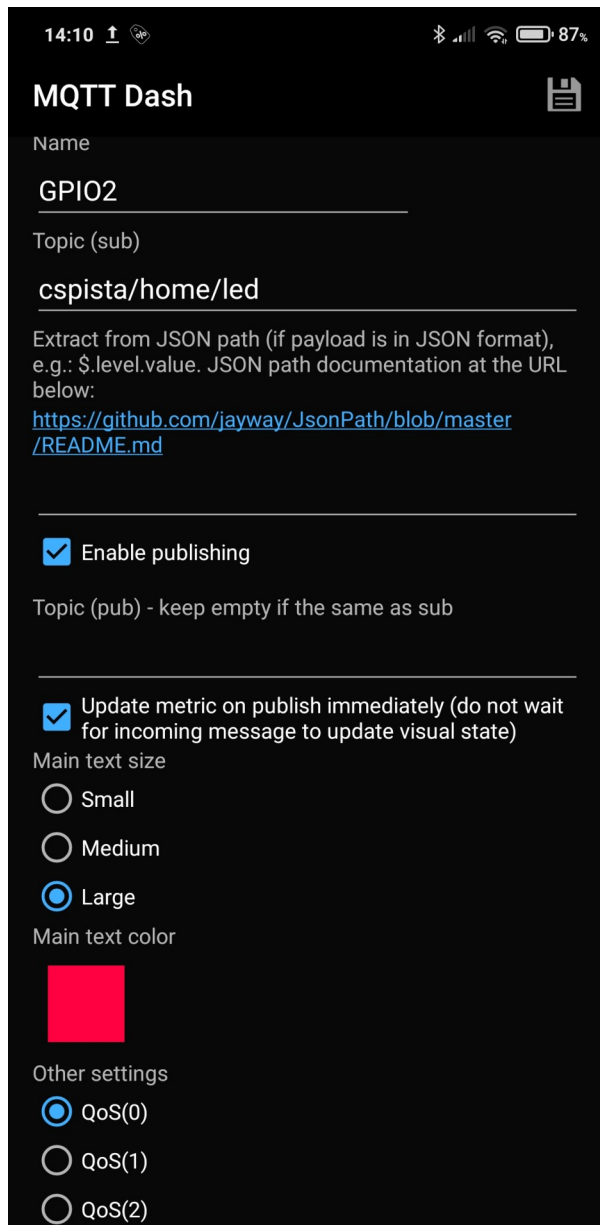 14:10 87%
MQTT Dash
Name
GPIO2
Topic (sub)
cspista/home/led
Extract from JSON path (if payload is in JSON format),
e.g.: $.level.value. JSON path documentation at the URL
below:
https://github.com/jayway/JsonPath/blob/master
/README.md
Enable publishing
Topic (pub) - keep empty if the same as sub
Update metric on publish immediately (do not wait
for incoming message to update visual state)
Main text size
Small
Medium
Large
Main text color
Other settings
QoS(0)
QoS(1)
QoS(2)